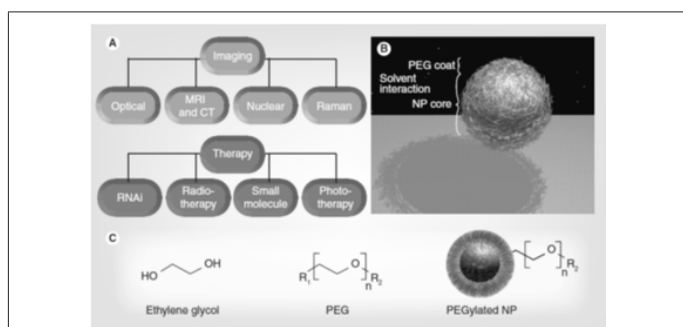 A
Imaging
Optical
MRI
and CT
Nuclear
Raman
Therapy
RNAi
Radio-
therapy
Small
molecule
Photo-
therapy
B
PEG coat
Solvent
interaction
NP core
C
HO
OH
Ethylene glycol
R1
O
n
R2
PEG
O
n
R2
PEGylated NP